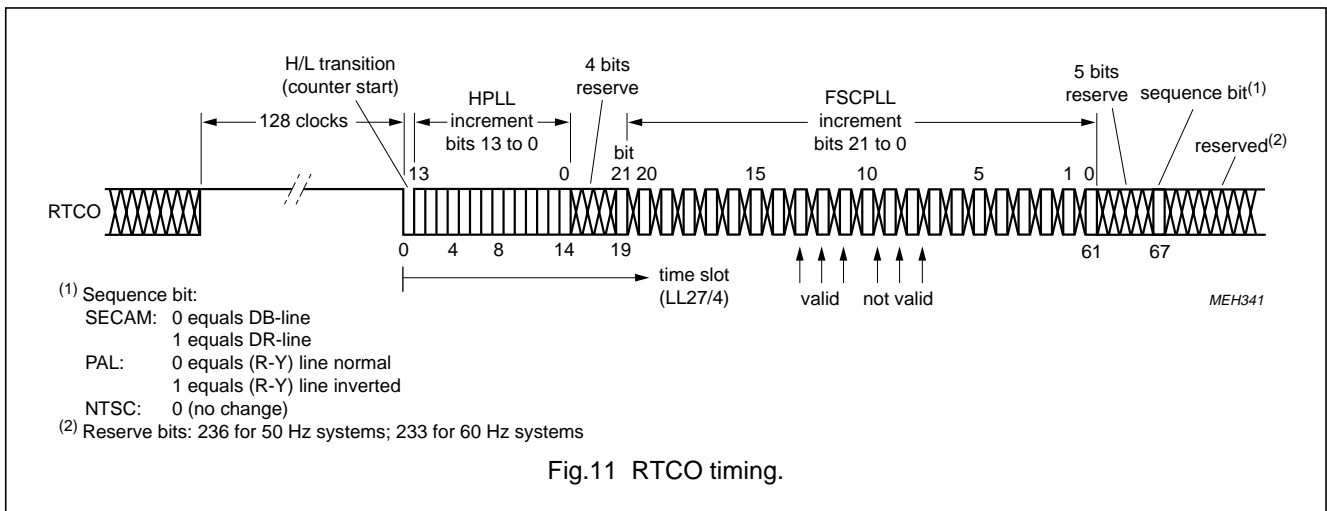 H/L transition
(counter start)
4 bits
reserve
HPLL
increment
bits 13 to 0
FSCPLL
increment
bits 21 to 0
5 bits
reserve
sequence bit(1)
128 clocks
reserved(2)
bit
13 0 21 20 15 10 5 1 0
RTCO
0 4 8 14 19 61 67
time slot
(LL27/4)
valid not valid
MEH341
(1) Sequence bit:
SECAM: 0 equals DB-line
1 equals DR-line
PAL: 0 equals (R-Y) line normal
1 equals (R-Y) line inverted
NTSC: 0 (no change)
(2) Reserve bits: 236 for 50 Hz systems; 233 for 60 Hz systems
Fig.11 RTCO timing.